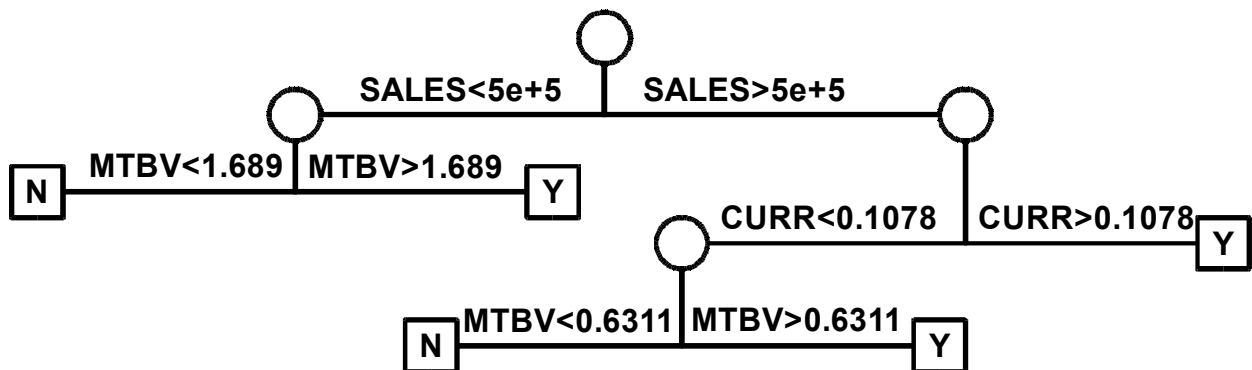 SALES<5e+5 SALES>5e+5
MTBV<1.689 MTBV>1.689
N Y
CURR<0.1078 CURR>0.1078
Y
MTBV<0.6311 MTBV>0.6311
N Y